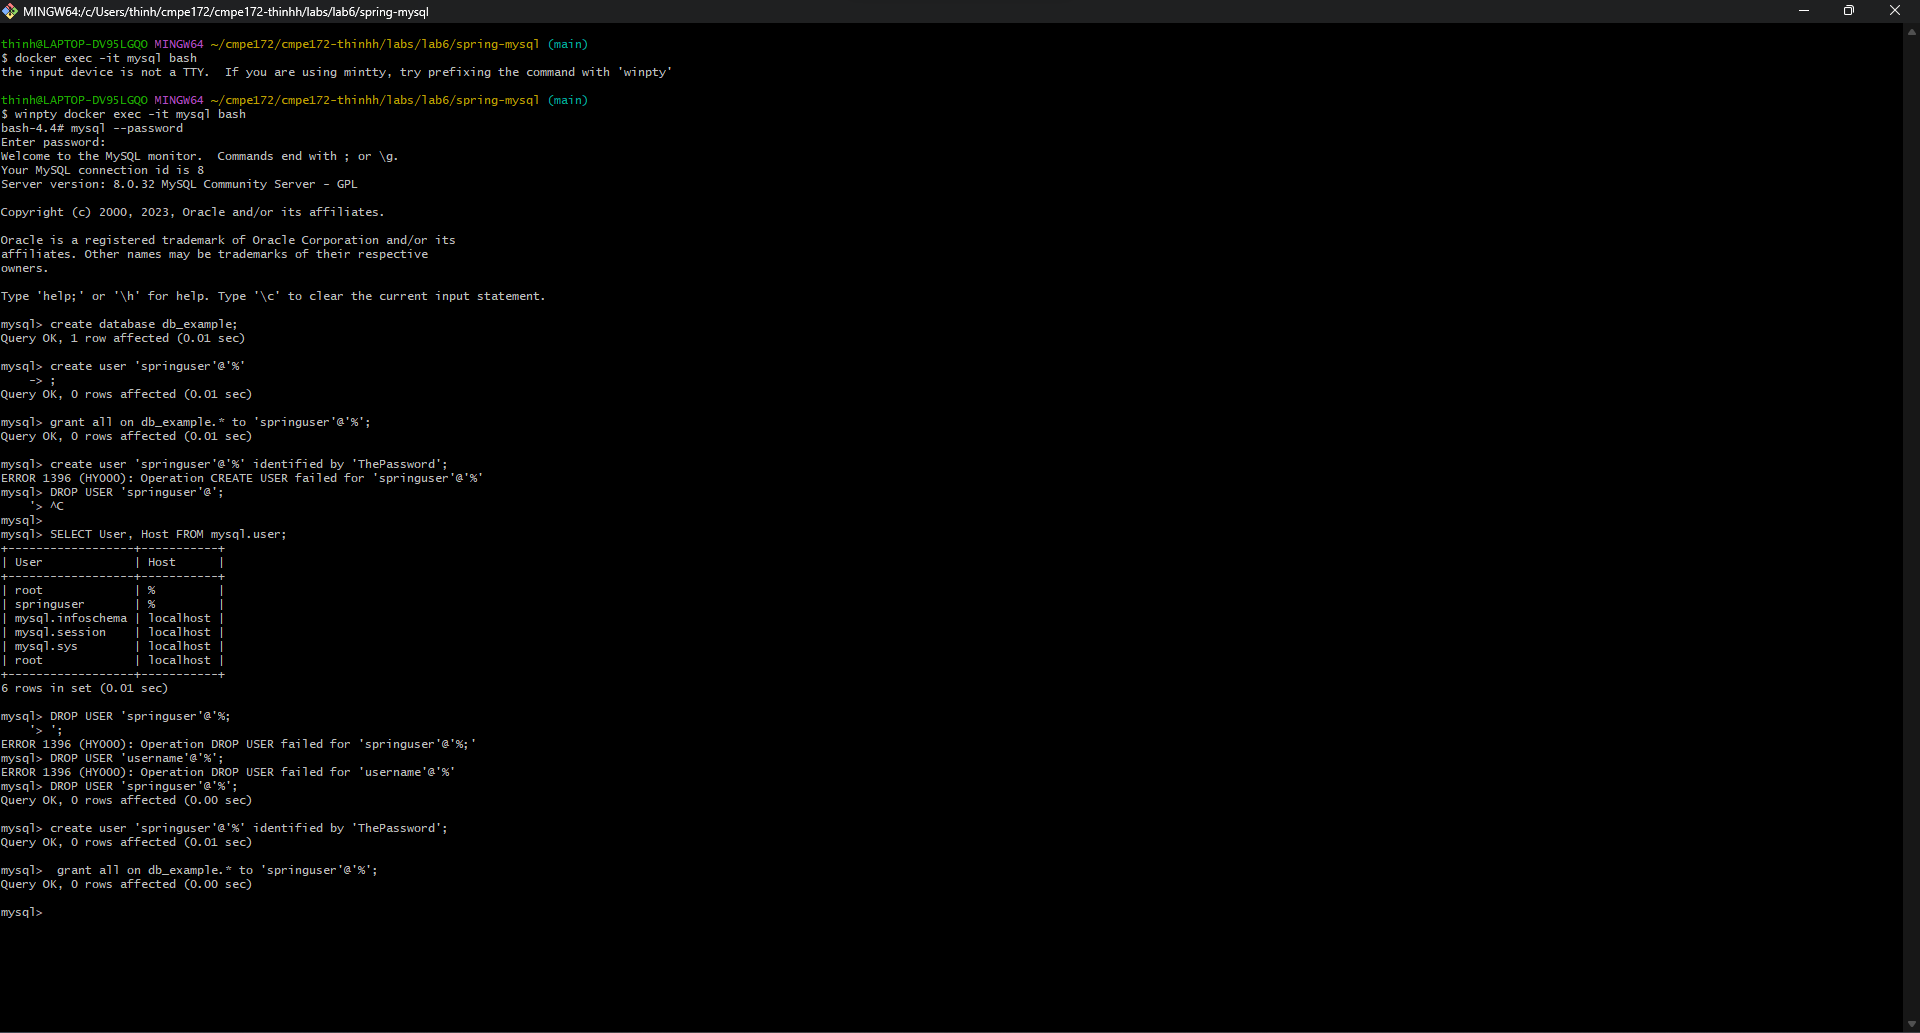 MINGW64:/c/Users/thinh/cmpe172/cmpe172-thinhh/labs/lab6/spring-mysql
thinh@LAPTOP-DV95LGQO MINGW64 ~/cmpe172/cmpe172-thinhh/labs/lab6/spring-mysql (main)
$ docker exec -it mysql bash
the input device is not a TTY.  If you are using mintty, try prefixing the command with 'winpty'
thinh@LAPTOP-DV95LGQO MINGW64 ~/cmpe172/cmpe172-thinhh/labs/lab6/spring-mysql (main)
$ winpty docker exec -it mysql bash
bash-4.4# mysql --password
Enter password:
Welcome to the MySQL monitor.  Commands end with ; or \g.
Your MySQL connection id is 8
Server version: 8.0.32 MySQL Community Server - GPL
Copyright (c) 2000, 2023, Oracle and/or its affiliates.
Oracle is a registered trademark of Oracle Corporation and/or its
affiliates. Other names may be trademarks of their respective
owners.
Type 'help;' or '\h' for help. Type '\c' to clear the current input statement.
mysql> create database db_example;
Query OK, 1 row affected (0.01 sec)
mysql> create user 'springuser'@'%'
    -> ;
Query OK, 0 rows affected (0.01 sec)
mysql> grant all on db_example.* to 'springuser'@'%';
Query OK, 0 rows affected (0.01 sec)
mysql> create user 'springuser'@'%' identified by 'ThePassword';
ERROR 1396 (HY000): Operation CREATE USER failed for 'springuser'@'%'
mysql> DROP USER 'springuser'@';
    '> ^C
mysql>
mysql> SELECT User, Host FROM mysql.user;
+------------------+-----------+
| User             | Host      |
+------------------+-----------+
| root             | %         |
| springuser       | %         |
| mysql.infoschema | localhost |
| mysql.session    | localhost |
| mysql.sys        | localhost |
| root             | localhost |
+------------------+-----------+
6 rows in set (0.01 sec)
mysql> DROP USER 'springuser'@'%;
    '> ';
ERROR 1396 (HY000): Operation DROP USER failed for 'springuser'@'%;'
mysql> DROP USER 'username'@'%';
ERROR 1396 (HY000): Operation DROP USER failed for 'username'@'%'
mysql> DROP USER 'springuser'@'%';
Query OK, 0 rows affected (0.00 sec)
mysql> create user 'springuser'@'%' identified by 'ThePassword';
Query OK, 0 rows affected (0.01 sec)
mysql>  grant all on db_example.* to 'springuser'@'%';
Query OK, 0 rows affected (0.00 sec)
mysql>